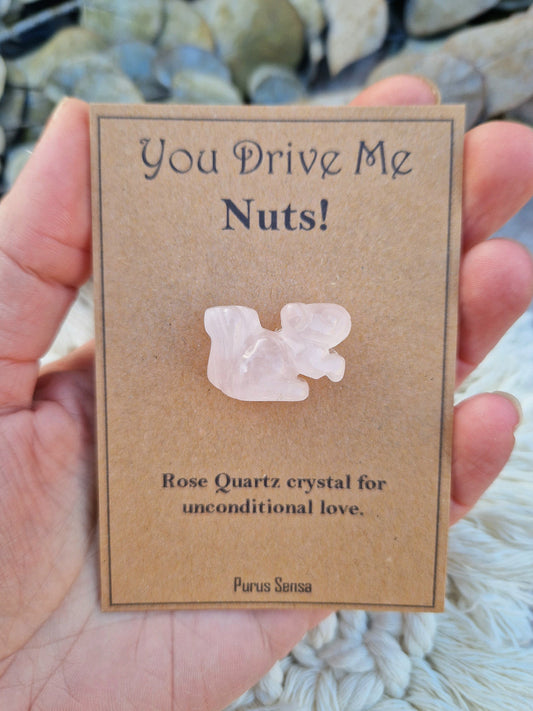 You Drive Me
Nuts!
Rose Quartz crystal for
unconditional love.
Purus Sensa